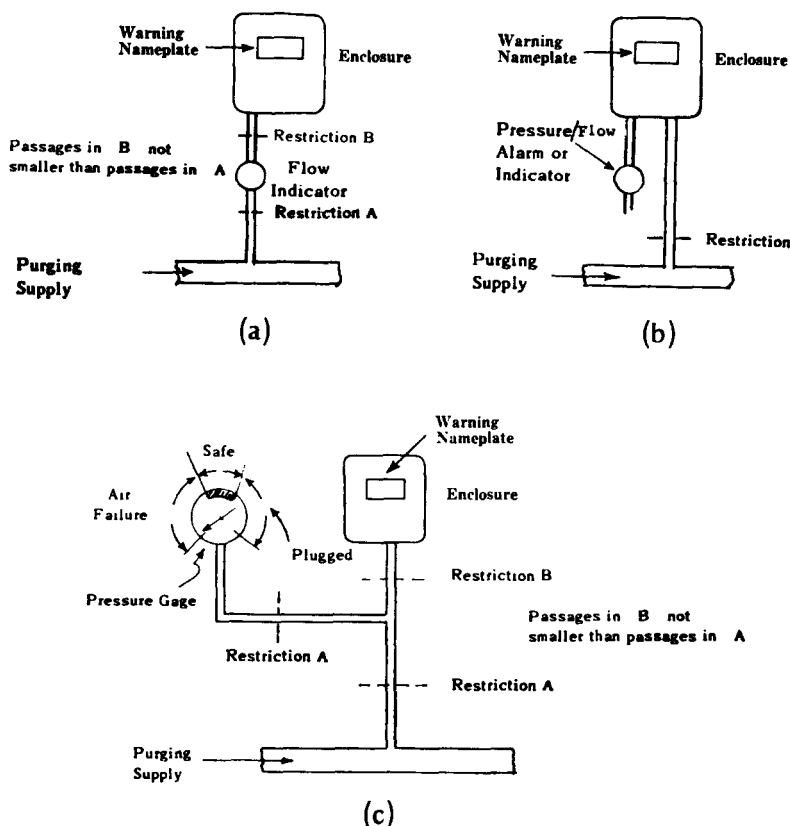 Warning
Nameplate
Enclosure
Restriction B
Passages in B not
smaller than passages in A
Flow
Indicator
Restriction A
Purging
Supply
(a)
Warning
Nameplate
Enclosure
Pressure/Flow
Alarm or
Indicator
Restriction
Purging
Supply
(b)
Safe
Air
Failure
Plugged
Pressure Gage
Warning
Nameplate
Enclosure
Restriction B
Passages in B not
smaller than passages in A
Restriction A
Restriction A
Purging
Supply
(c)